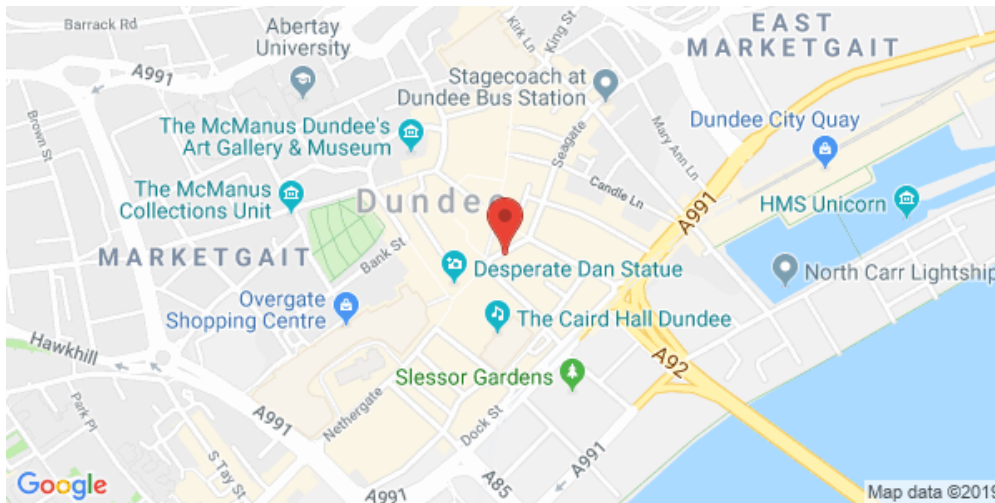 Barrack Rd
Abertay
University
Kirk Ln
King St
EAST
MARKETGAIT
A991
Stagecoach at
Dundee Bus Station
Brown St
The McManus Dundee's
Art Gallery & Museum
Seagate
Mary Ann Ln
Dundee City Quay
The McManus
Collections Unit
Dundee
Candle Ln
A991
HMS Unicorn
MARKETGAIT
Bank St
Desperate Dan Statue
North Carr Lightship
Overgate
Shopping Centre
The Caird Hall Dundee
Hawkhill
A92
Slessor Gardens
Park Pl
A991
Nethergate
Dock St
S Tay St
A991
A85
A991
Google
Map data ©2019